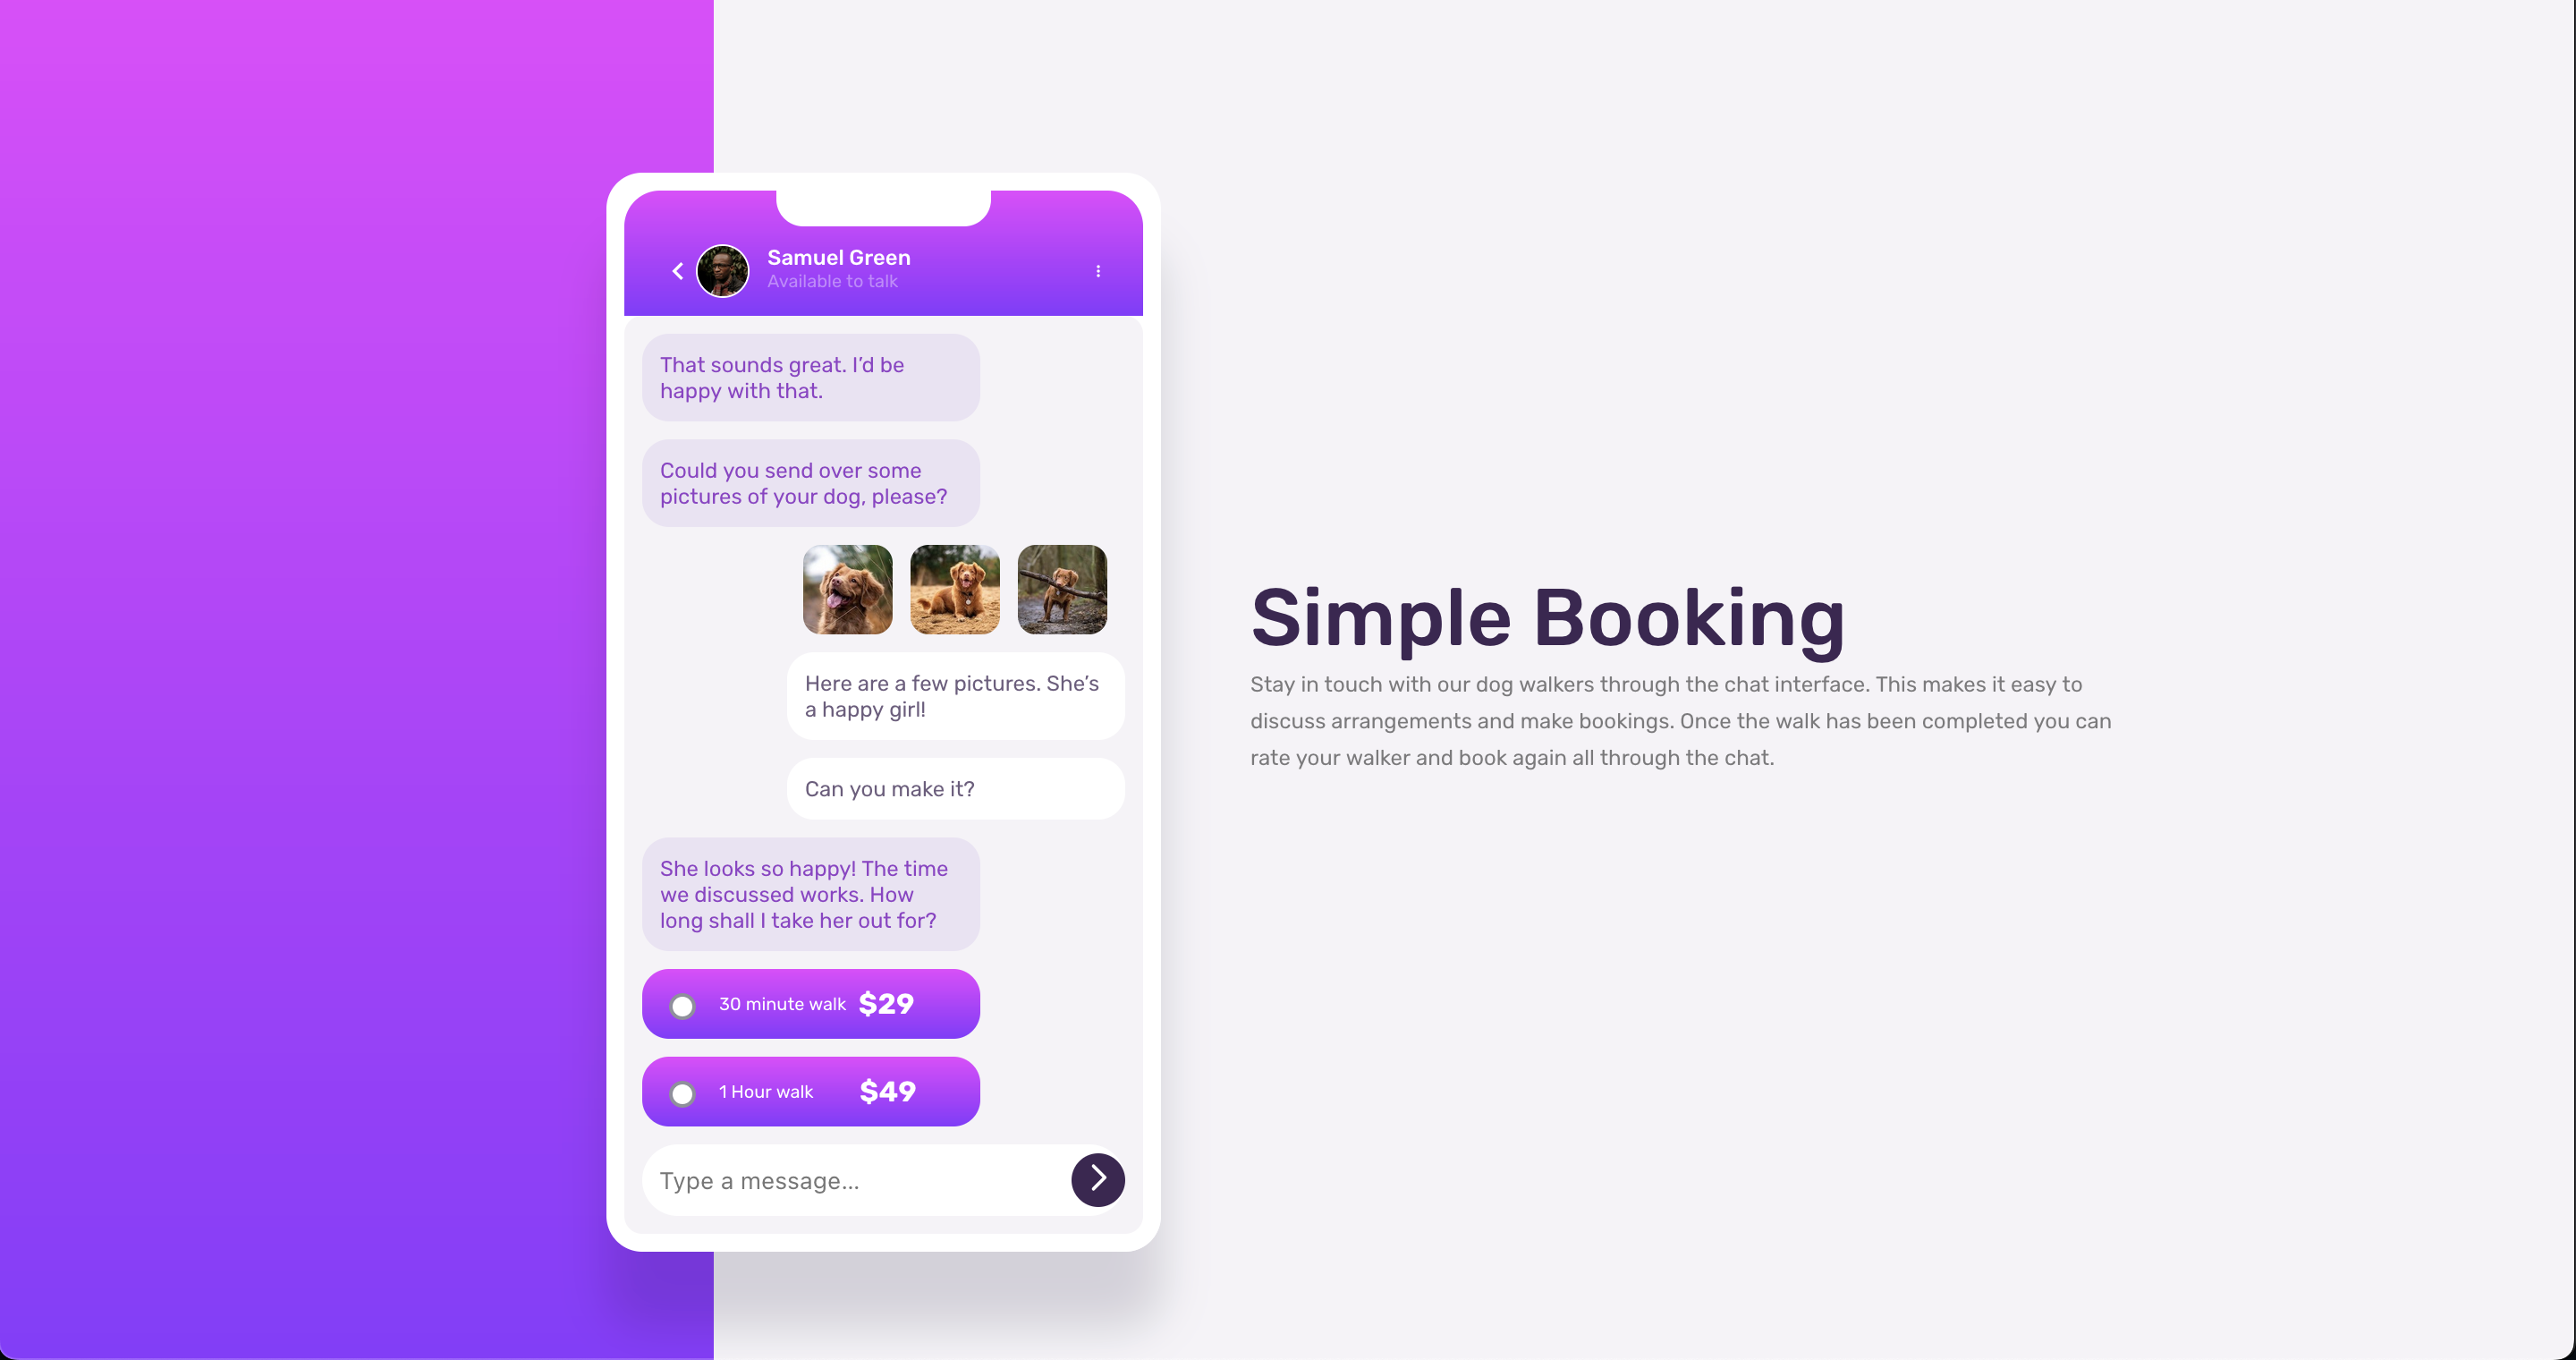 Samuel Green
Available to talk
That sounds great. I’d be
happy with that.
Could you send over some
pictures of your dog, please?
Here are a few pictures. She’s
a happy girl!
Can you make it?
She looks so happy! The time
we discussed works. How
long shall I take her out for?
30 minute walk $29
1 Hour walk $49
Type a message...
Simple Booking
Stay in touch with our dog walkers through the chat interface. This makes it easy to
discuss arrangements and make bookings. Once the walk has been completed you can
rate your walker and book again all through the chat.